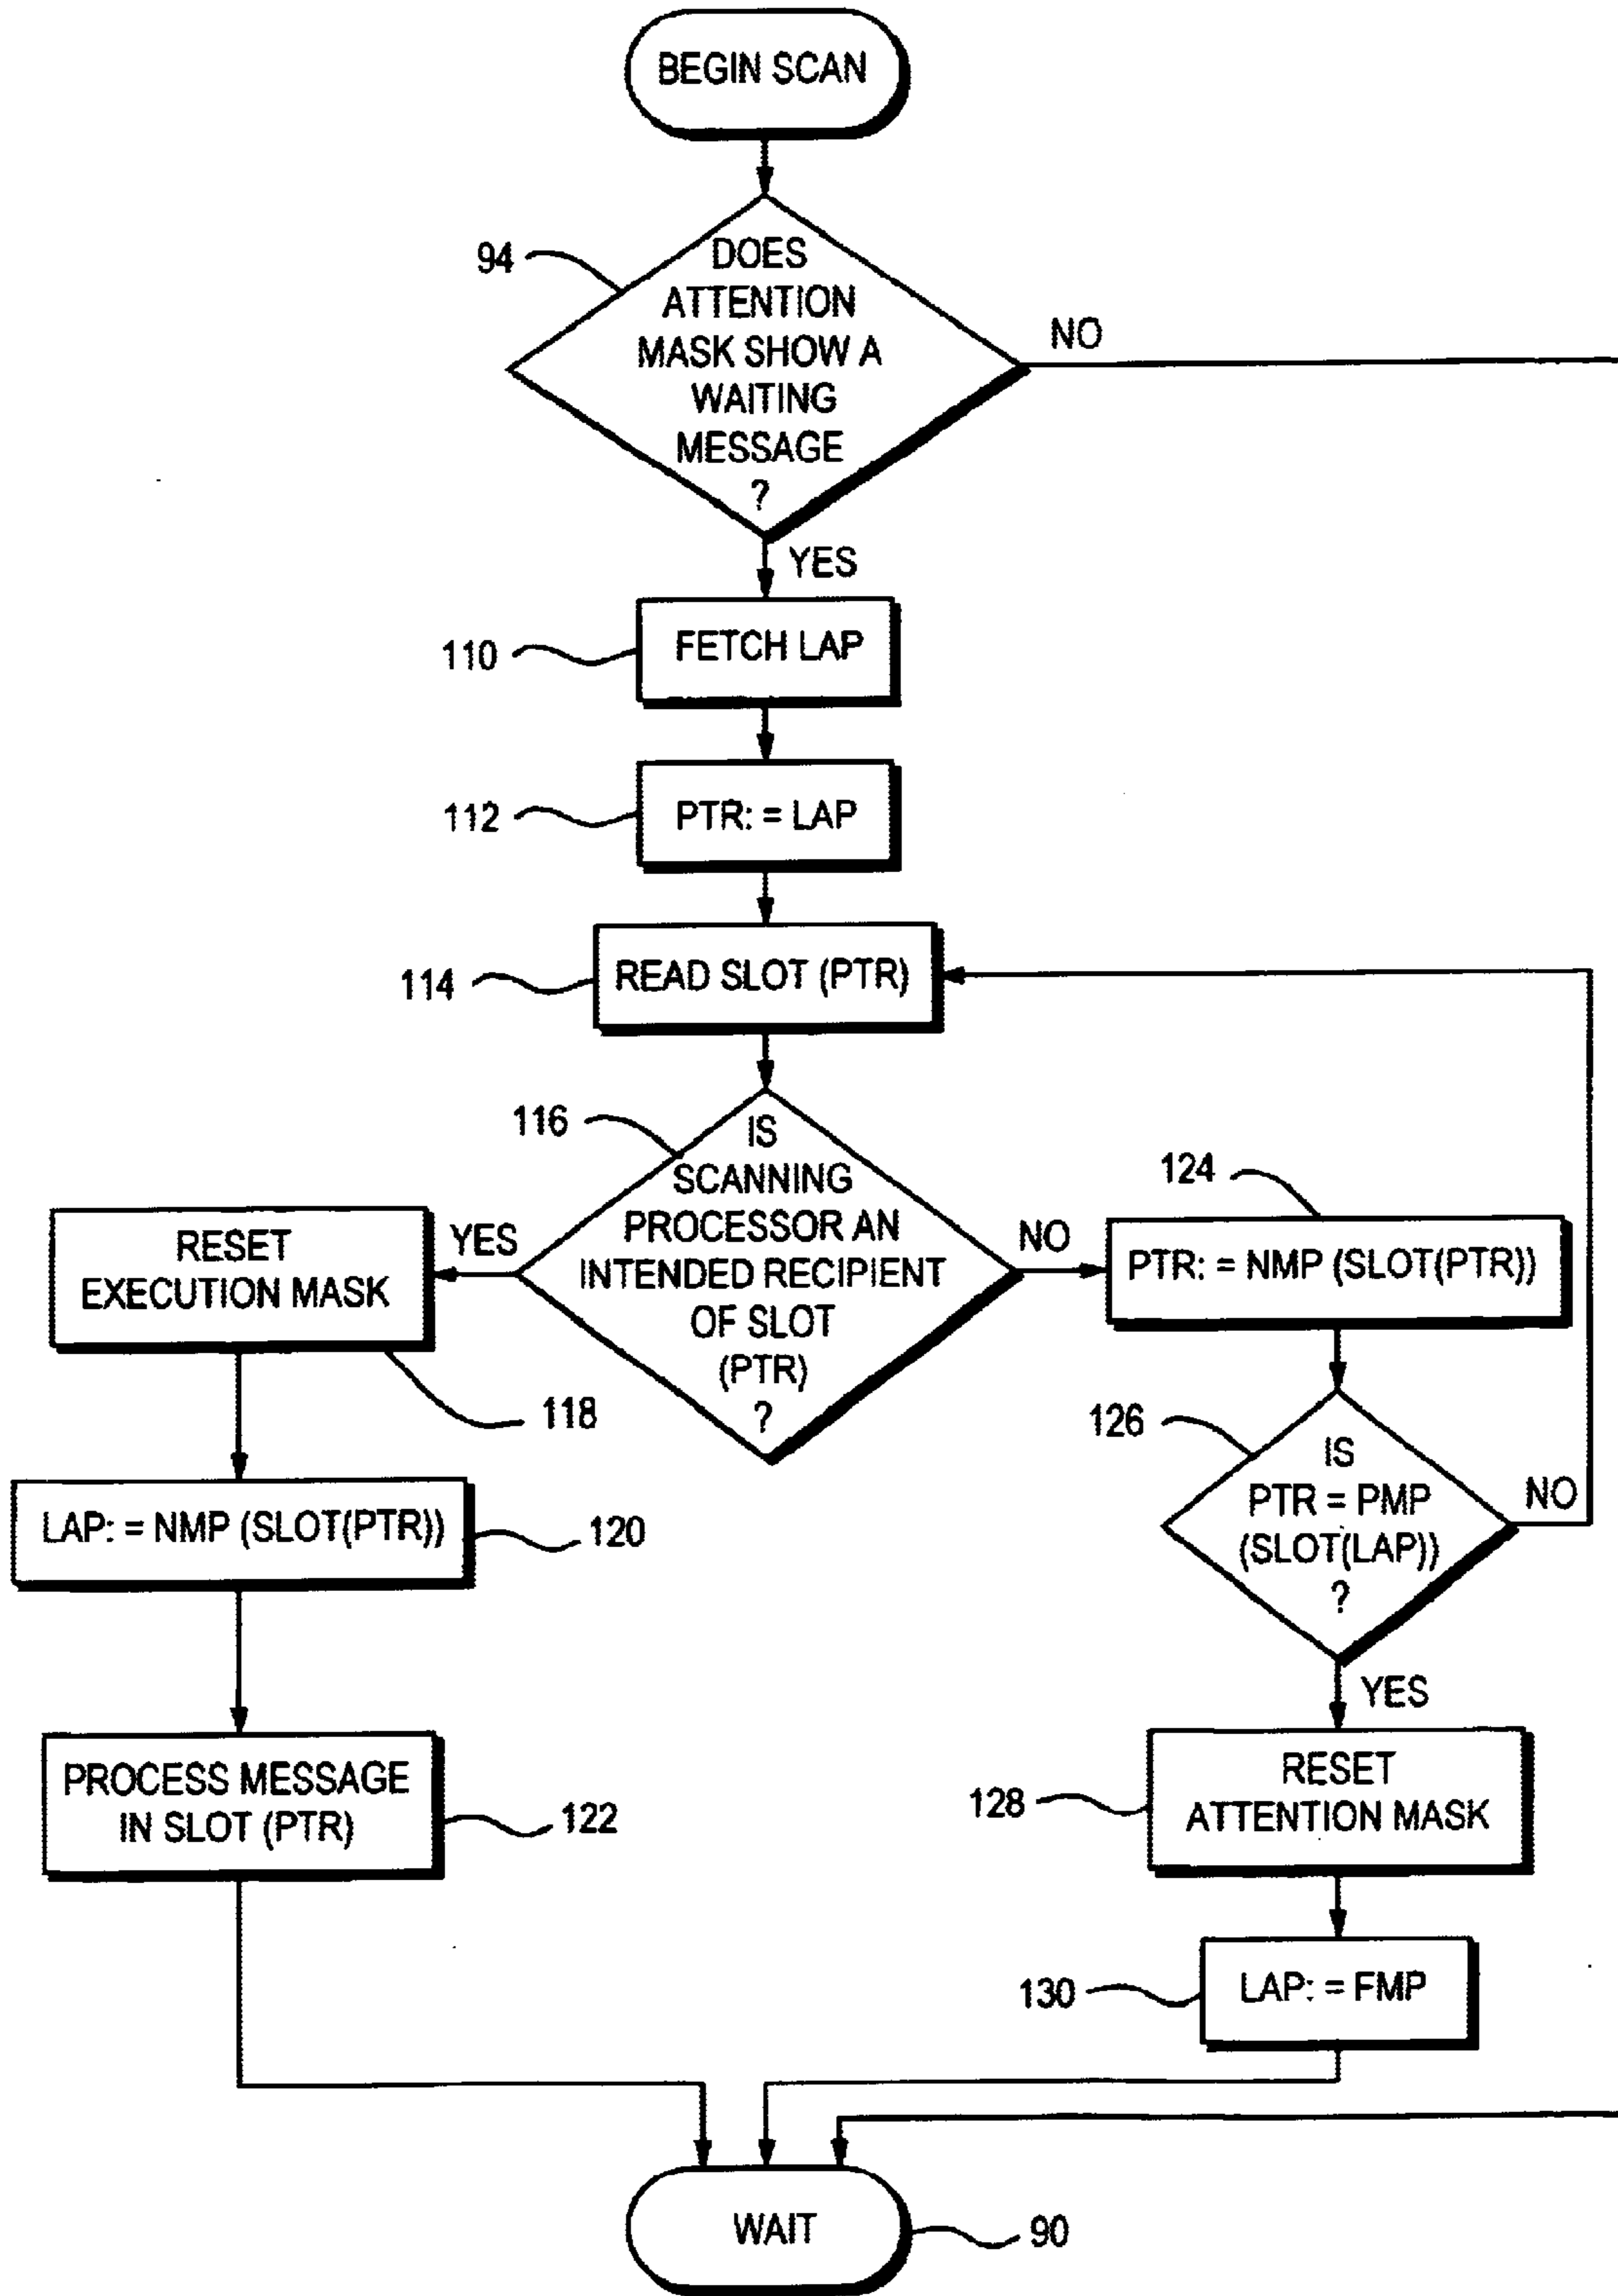 BEGIN SCAN
94
DOES
ATTENTION
MASK SHOW A
WAITING
MESSAGE
?
NO
YES
110
FETCH LAP
112
PTR: = LAP
114
READ SLOT (PTR)
116
IS
SCANNING
PROCESSOR AN
INTENDED RECIPIENT
OF SLOT
(PTR)
?
YES
NO
RESET
EXECUTION MASK
118
124
PTR: = NMP (SLOT(PTR))
LAP: = NMP (SLOT(PTR))
120
126
IS
PTR = PMP
(SLOT(LAP))
?
NO
YES
PROCESS MESSAGE
IN SLOT (PTR)
122
128
RESET
ATTENTION MASK
130
LAP: = FMP
WAIT
90